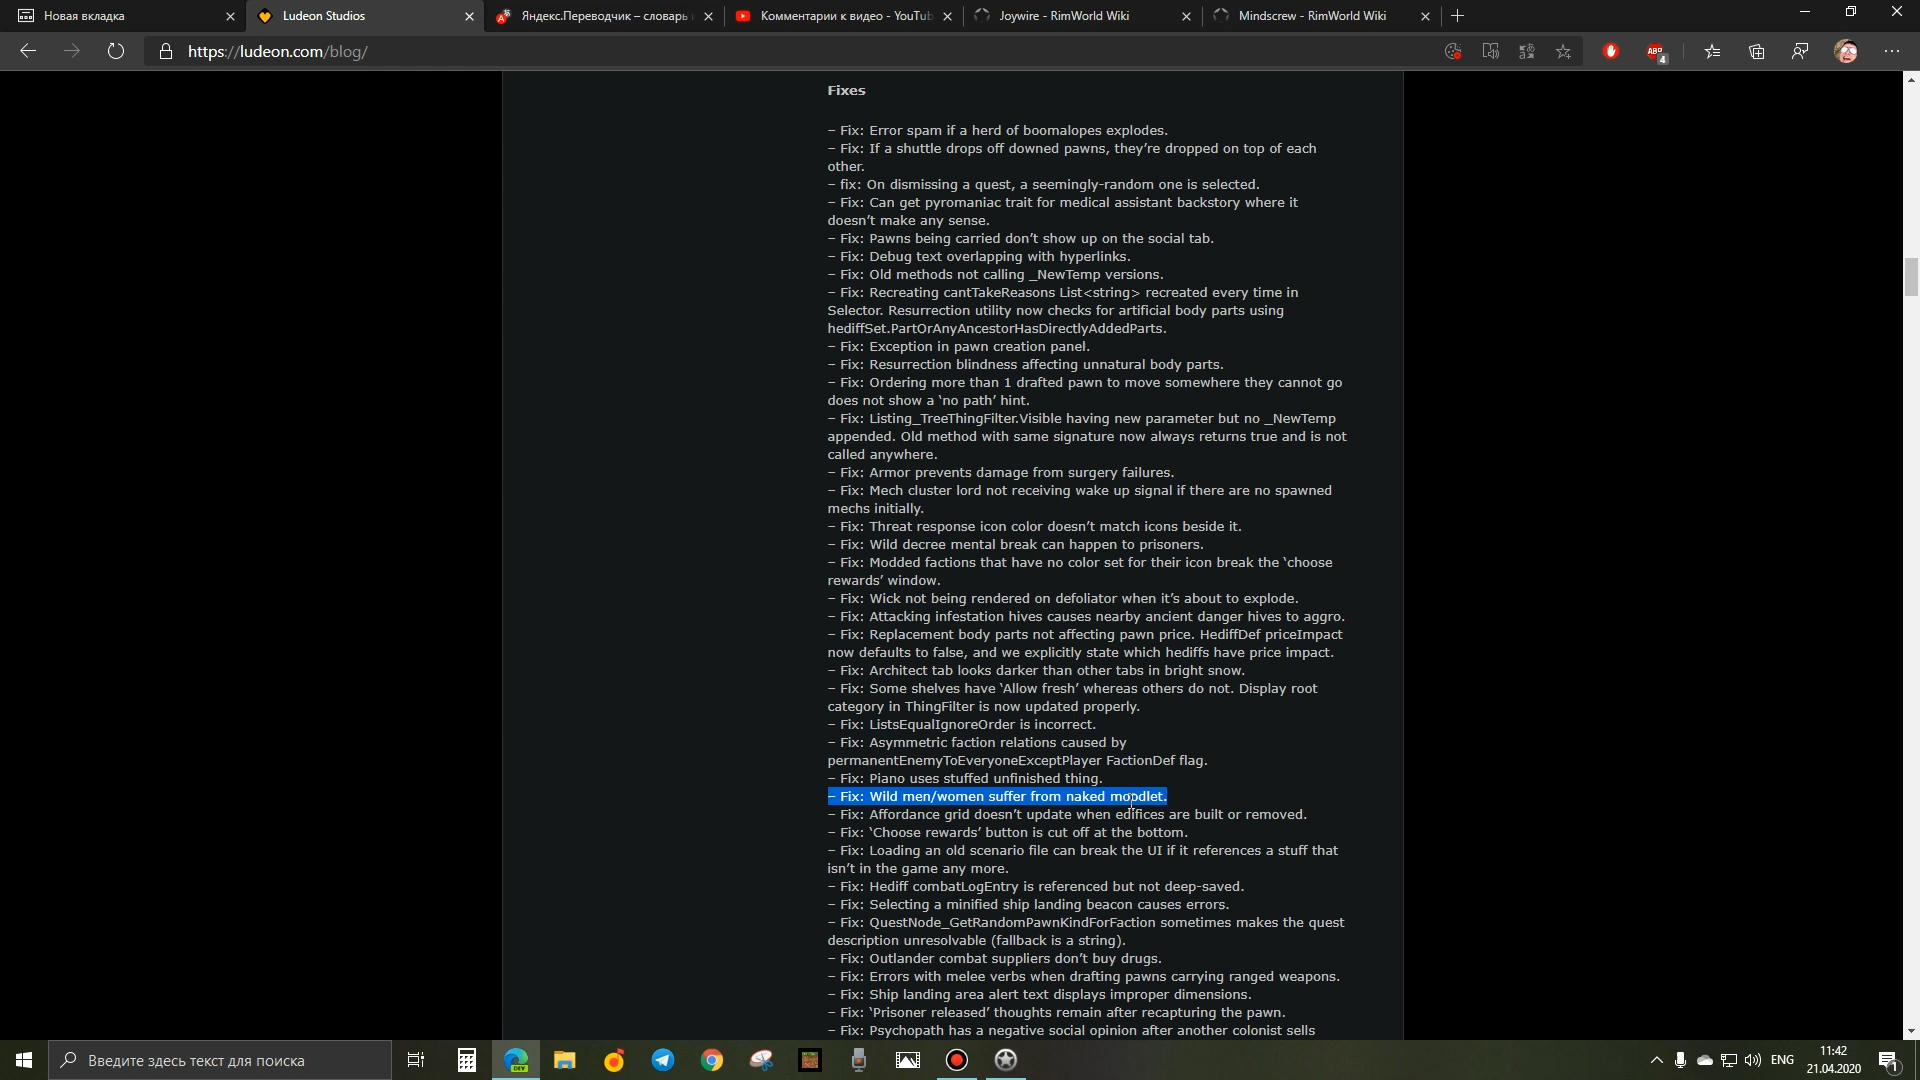 Новая вкладка
Ludeon Studios
Яндекс.Переводчик – словарь
Комментарии к видео - YouTub
Joywire - RimWorld Wiki
Mindscrew - RimWorld Wiki
https://ludeon.com/blog/
ABP
4
Fixes
– Fix: Error spam if a herd of boomalopes explodes.
– Fix: If a shuttle drops off downed pawns, they’re dropped on top of each
other.
– fix: On dismissing a quest, a seemingly-random one is selected.
– Fix: Can get pyromaniac trait for medical assistant backstory where it
doesn’t make any sense.
– Fix: Pawns being carried don’t show up on the social tab.
– Fix: Debug text overlapping with hyperlinks.
– Fix: Old methods not calling _NewTemp versions.
– Fix: Recreating cantTakeReasons List<string> recreated every time in
Selector. Resurrection utility now checks for artificial body parts using
hediffSet.PartOrAnyAncestorHasDirectlyAddedParts.
– Fix: Exception in pawn creation panel.
– Fix: Resurrection blindness affecting unnatural body parts.
– Fix: Ordering more than 1 drafted pawn to move somewhere they cannot go
does not show a ‘no path’ hint.
– Fix: Listing_TreeThingFilter.Visible having new parameter but no _NewTemp
appended. Old method with same signature now always returns true and is not
called anywhere.
– Fix: Armor prevents damage from surgery failures.
– Fix: Mech cluster lord not receiving wake up signal if there are no spawned
mechs initially.
– Fix: Threat response icon color doesn’t match icons beside it.
– Fix: Wild decree mental break can happen to prisoners.
– Fix: Modded factions that have no color set for their icon break the ‘choose
rewards’ window.
– Fix: Wick not being rendered on defoliator when it’s about to explode.
– Fix: Attacking infestation hives causes nearby ancient danger hives to aggro.
– Fix: Replacement body parts not affecting pawn price. HediffDef priceImpact
now defaults to false, and we explicitly state which hediffs have price impact.
– Fix: Architect tab looks darker than other tabs in bright snow.
– Fix: Some shelves have ‘Allow fresh’ whereas others do not. Display root
category in ThingFilter is now updated properly.
– Fix: ListsEqualIgnoreOrder is incorrect.
– Fix: Asymmetric faction relations caused by
permanentEnemyToEveryoneExceptPlayer FactionDef flag.
– Fix: Piano uses stuffed unfinished thing.
– Fix: Wild men/women suffer from naked moodlet.
– Fix: Affordance grid doesn’t update when edifices are built or removed.
– Fix: ‘Choose rewards’ button is cut off at the bottom.
– Fix: Loading an old scenario file can break the UI if it references a stuff that
isn’t in the game any more.
– Fix: Hediff combatLogEntry is referenced but not deep-saved.
– Fix: Selecting a minified ship landing beacon causes errors.
– Fix: QuestNode_GetRandomPawnKindForFaction sometimes makes the quest
description unresolvable (fallback is a string).
– Fix: Outlander combat suppliers don’t buy drugs.
– Fix: Errors with melee verbs when drafting pawns carrying ranged weapons.
– Fix: Ship landing area alert text displays improper dimensions.
– Fix: ‘Prisoner released’ thoughts remain after recapturing the pawn.
– Fix: Psychopath has a negative social opinion after another colonist sells
Введите здесь текст для поиска
DEV
ENG
11:42
21.04.2020
1